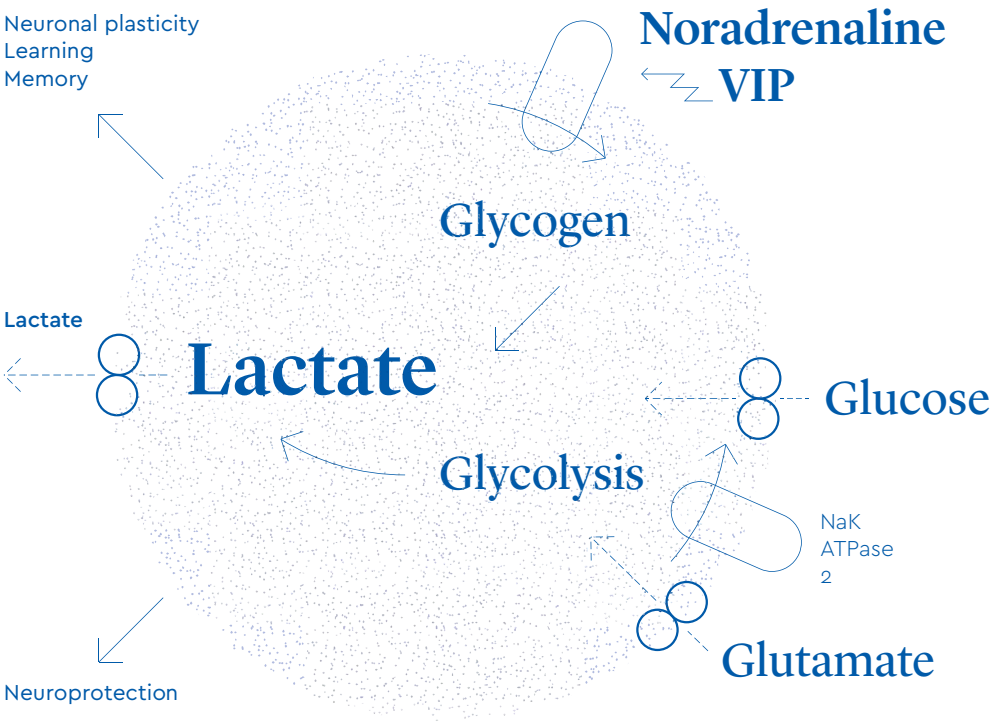 Neuronal plasticity
Learning
Memory
Noradrenaline
VIP
Glycogen
Lactate
Lactate
Glucose
Glycolysis
NaK
ATPase
2
Glutamate
Neuroprotection